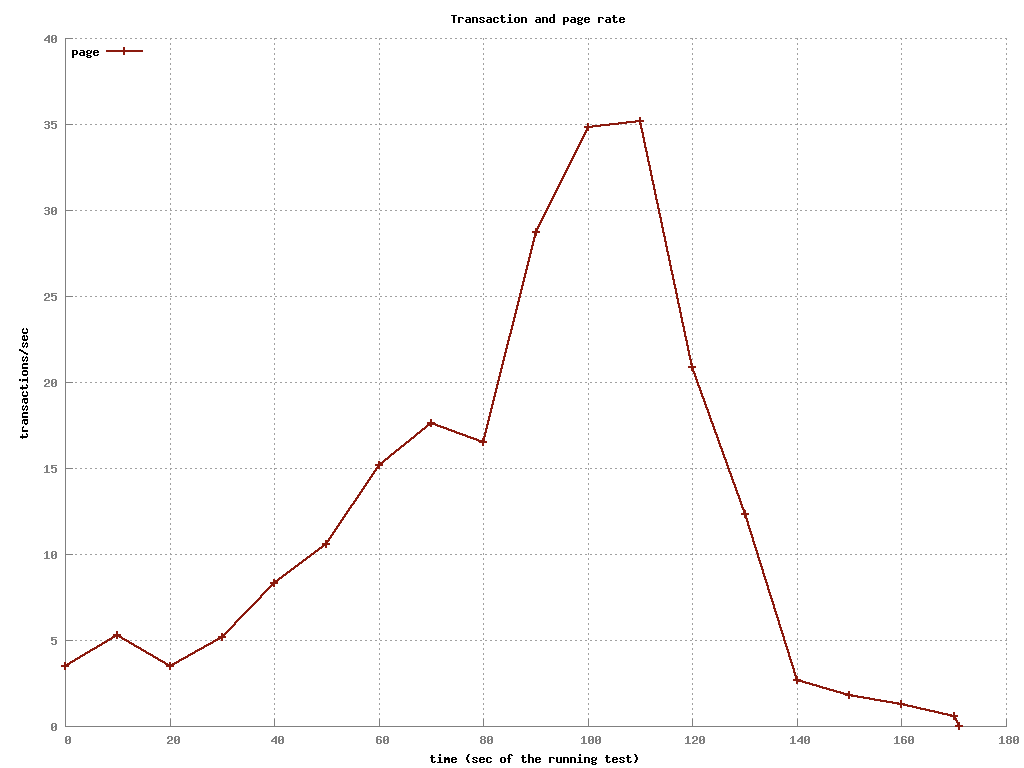 Transaction and page rate
page
40
35
30
25
20
15
10
5
0
transactions/sec
0 20 40 60 80 100 120 140 160 180
time (sec of the running test)